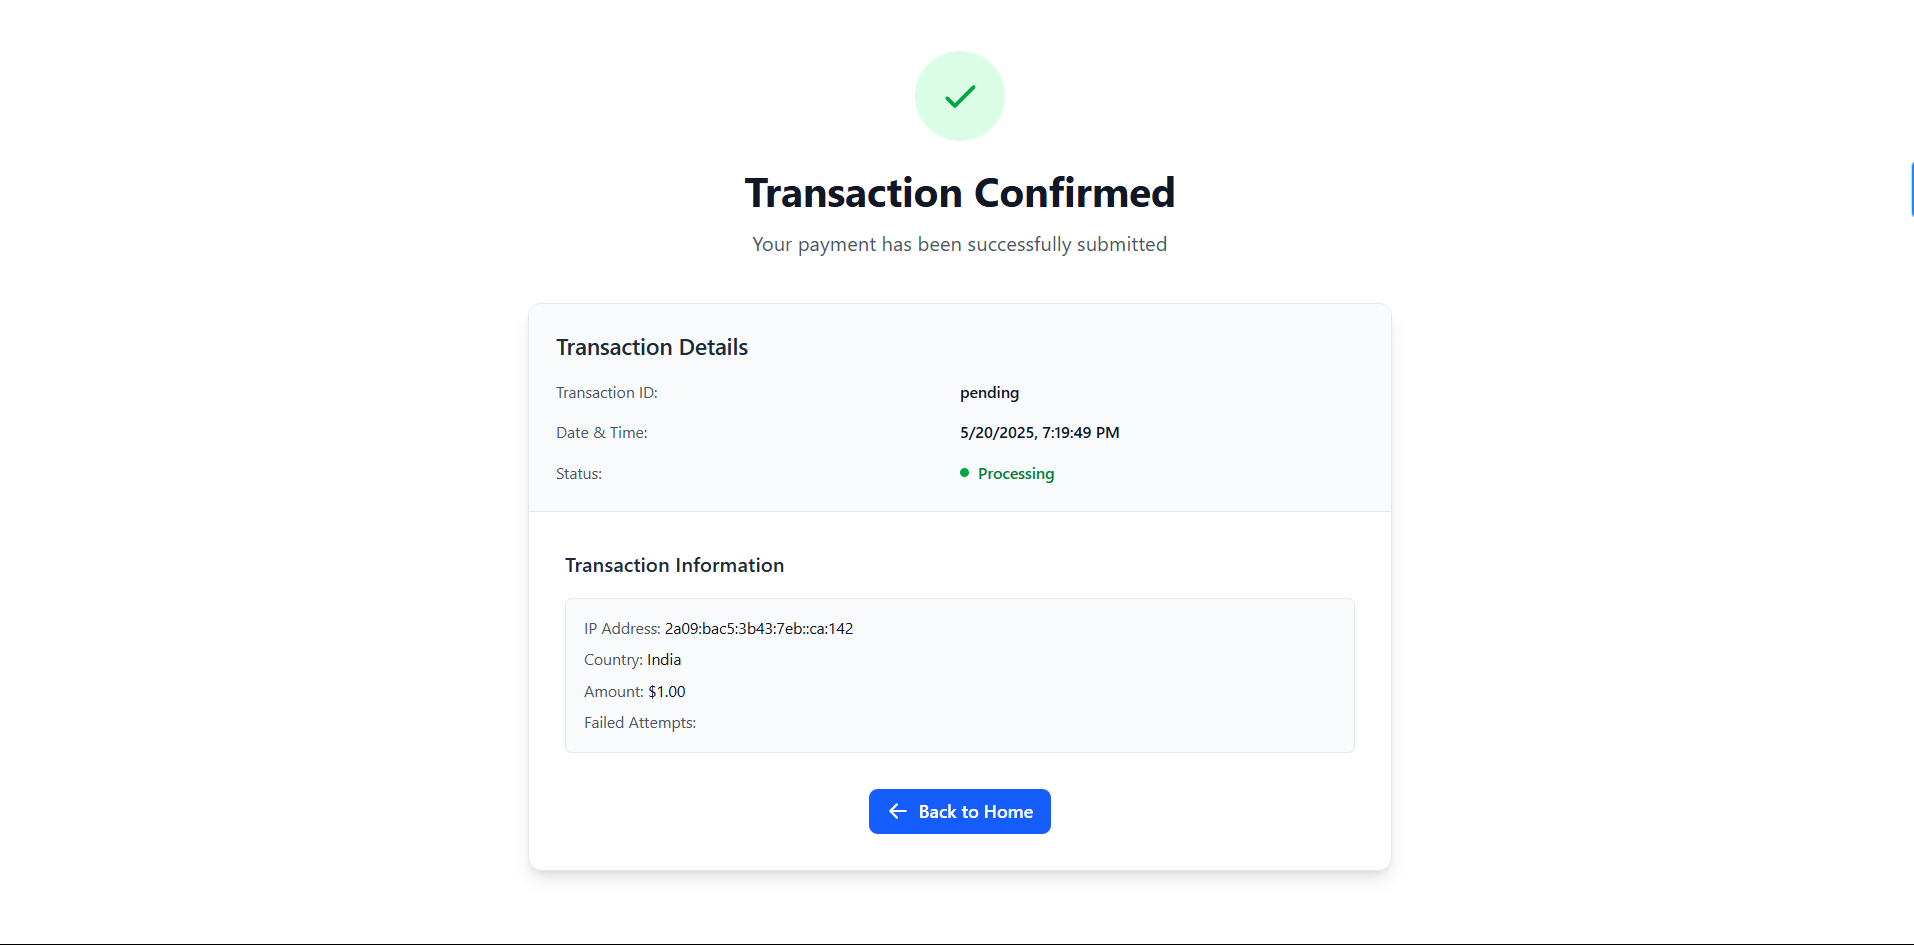 Transaction Confirmed
Your payment has been successfully submitted
Transaction Details
Transaction ID: pending
Date & Time: 5/20/2025, 7:19:49 PM
Status: Processing
Transaction Information
IP Address: 2a09:bac5:3b43:7eb::ca:142
Country: India
Amount: $1.00
Failed Attempts:
Back to Home